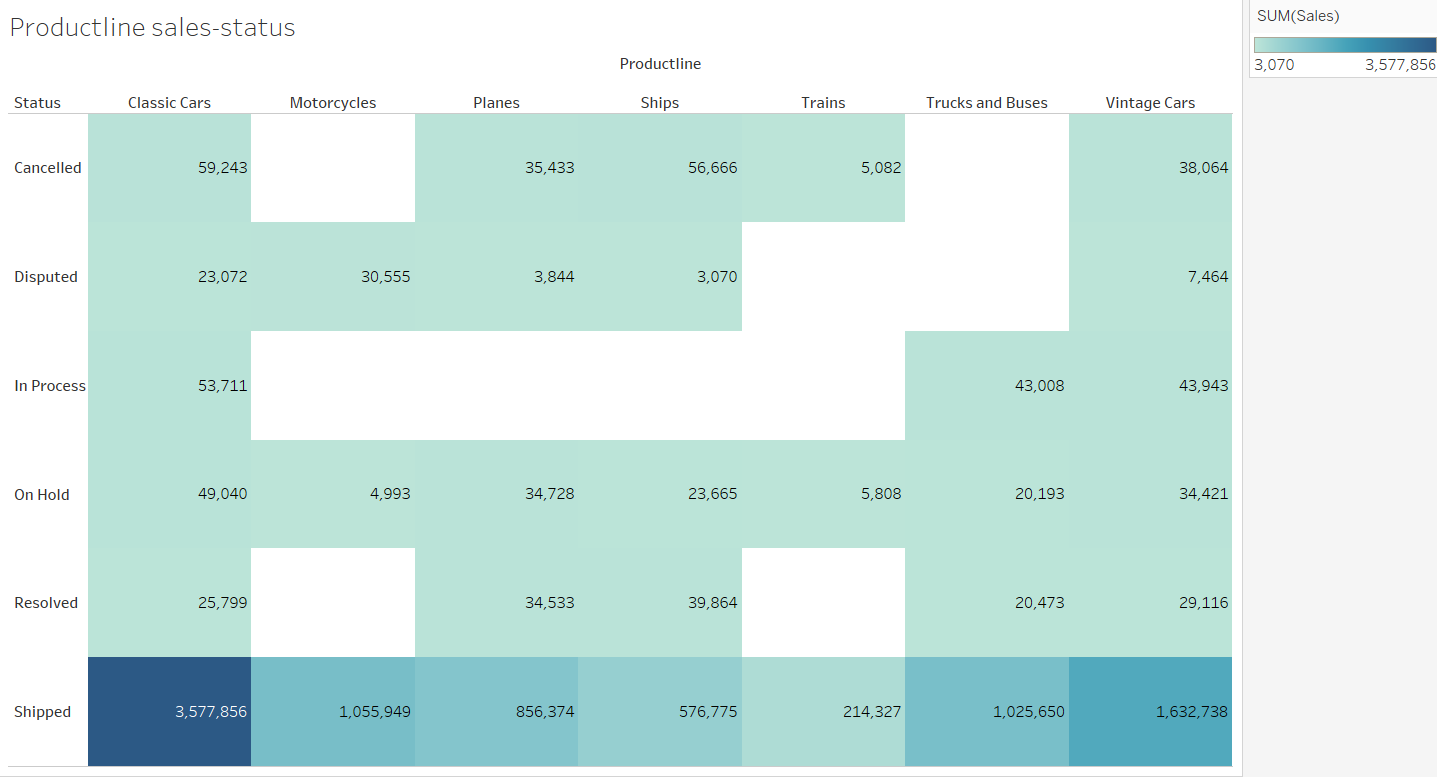 Productline sales-status
SUM(Sales)
3,070 3,577,856
Productline
Status Classic Cars Motorcycles Planes Ships Trains Trucks and Buses Vintage Cars
Cancelled 59,243 35,433 56,666 5,082 38,064
Disputed 23,072 30,555 3,844 3,070 7,464
In Process 53,711 43,008 43,943
On Hold 49,040 4,993 34,728 23,665 5,808 20,193 34,421
Resolved 25,799 34,533 39,864 20,473 29,116
Shipped 3,577,856 1,055,949 856,374 576,775 214,327 1,025,650 1,632,738